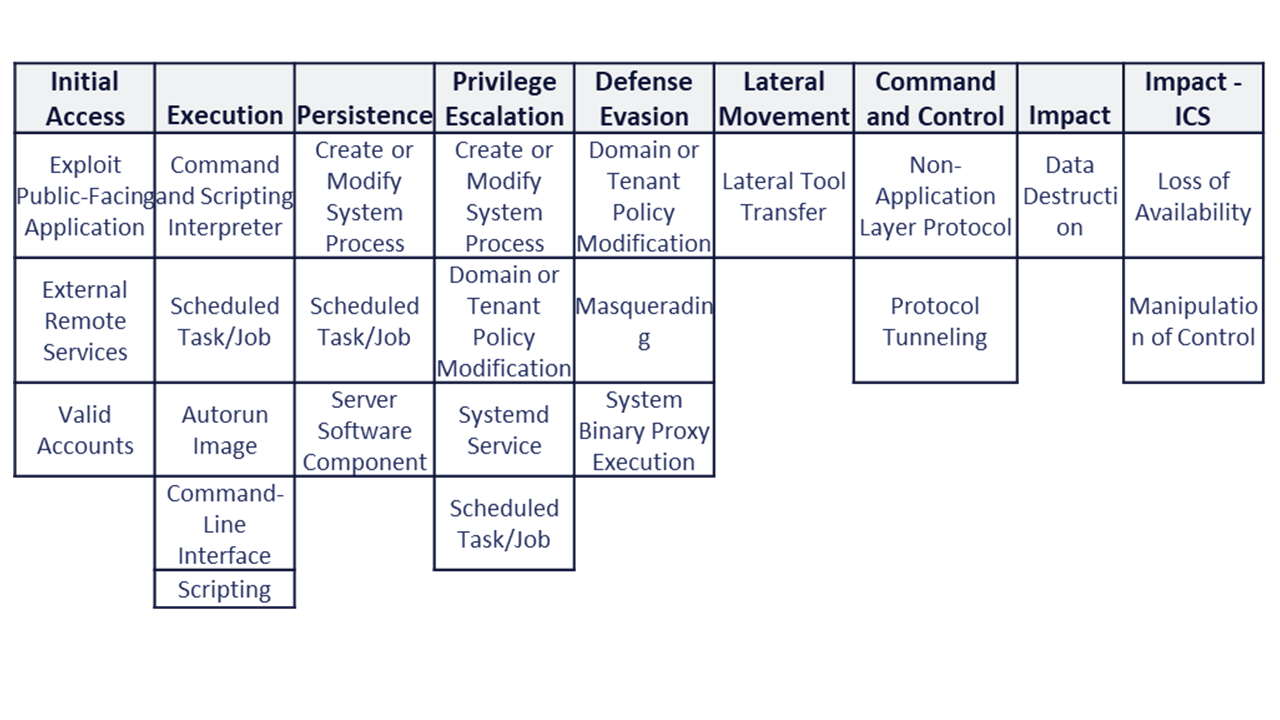 Initial
Access
Execution
Persistence
Privilege
Escalation
Defense
Evasion
Lateral
Movement
Command
and Control
Impact
Impact -
ICS
Exploit
Public-Facing
Application
Command
and Scripting
Interpreter
Create or
Modify
System
Process
Create or
Modify
System
Process
Domain or
Tenant
Policy
Modification
Lateral Tool
Transfer
Non-
Application
Layer Protocol
Data
Destructi
on
Loss of
Availability
External
Remote
Services
Scheduled
Task/Job
Scheduled
Task/Job
Domain or
Tenant
Policy
Modification
Masqueradin
g
Protocol
Tunneling
Manipulatio
n of Control
Valid
Accounts
Autorun
Image
Server
Software
Component
Systemd
Service
System
Binary Proxy
Execution
Command-
Line
Interface
Scheduled
Task/Job
Scripting